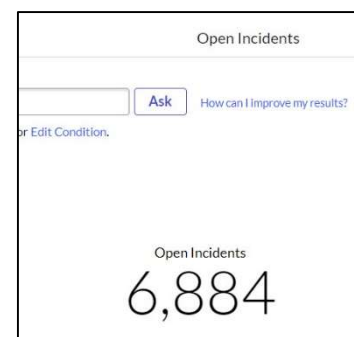 Open Incidents
Ask How can I improve my results?
or Edit Condition.
Open Incidents
6,884